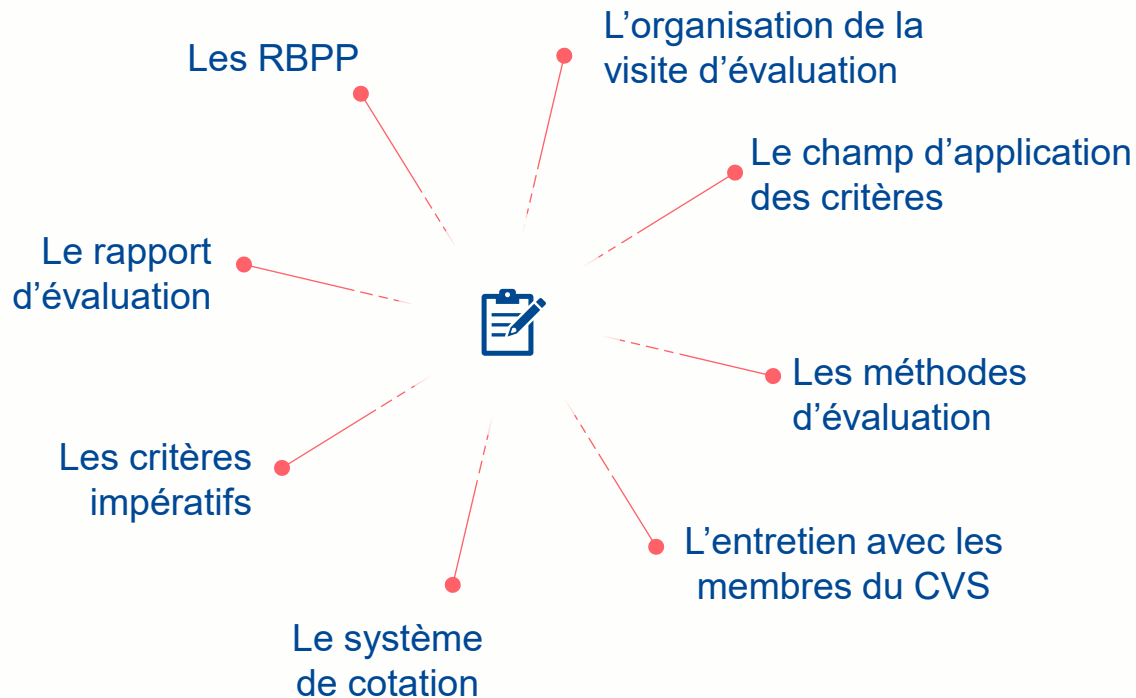 L’organisation de la
visite d’évaluation
Les RBPP
Le champ d’application
des critères
Le rapport
d’évaluation
Les méthodes
d’évaluation
Les critères
impératifs
L’entretien avec les
membres du CVS
Le système
de cotation